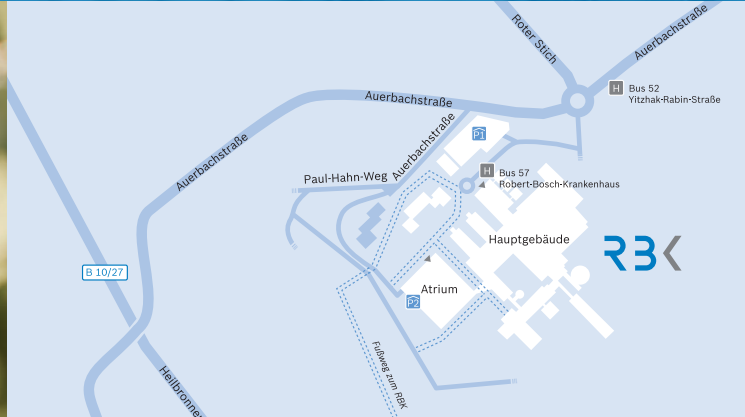 Roter Stich
Auerbachstraße
H
Bus 52
Yitzhak-Rabin-Straße
Auerbachstraße
Auerbachstraße
P1
Auerbachstraße
Paul-Hahn-Weg
H
Bus 57
Robert-Bosch-Krankenhaus
Hauptgebäude
RBK
B 10/27
Atrium
P2
Fußweg zum RBK